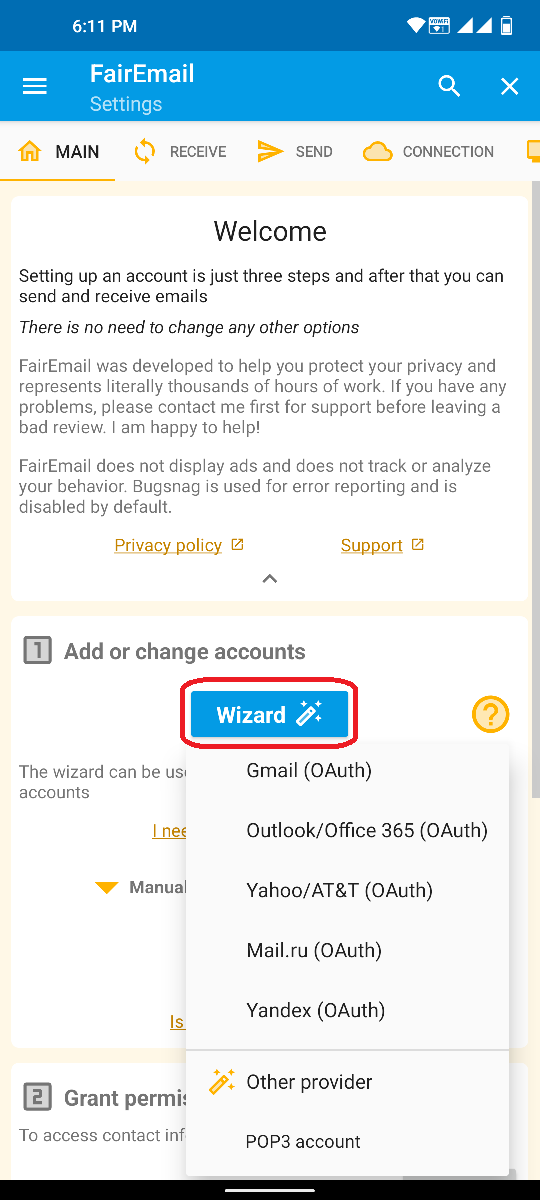 6:11 PM
VOWIFI
FairEmail
Settings
MAIN
RECEIVE
SEND
CONNECTION
Welcome
Setting up an account is just three steps and after that you can
send and receive emails
There is no need to change any other options
FairEmail was developed to help you protect your privacy and
represents literally thousands of hours of work. If you have any
problems, please contact me first for support before leaving a
bad review. I am happy to help!
FairEmail does not display ads and does not track or analyze
your behavior. Bugsnag is used for error reporting and is
disabled by default.
Privacy policy
Support
1 Add or change accounts
Wizard
?
The wizard can be us
accounts
I nee
Manual
Is
Gmail (OAuth)
Outlook/Office 365 (OAuth)
Yahoo/AT&T (OAuth)
Mail.ru (OAuth)
Yandex (OAuth)
Other provider
POP3 account
2 Grant permis
To access contact inf